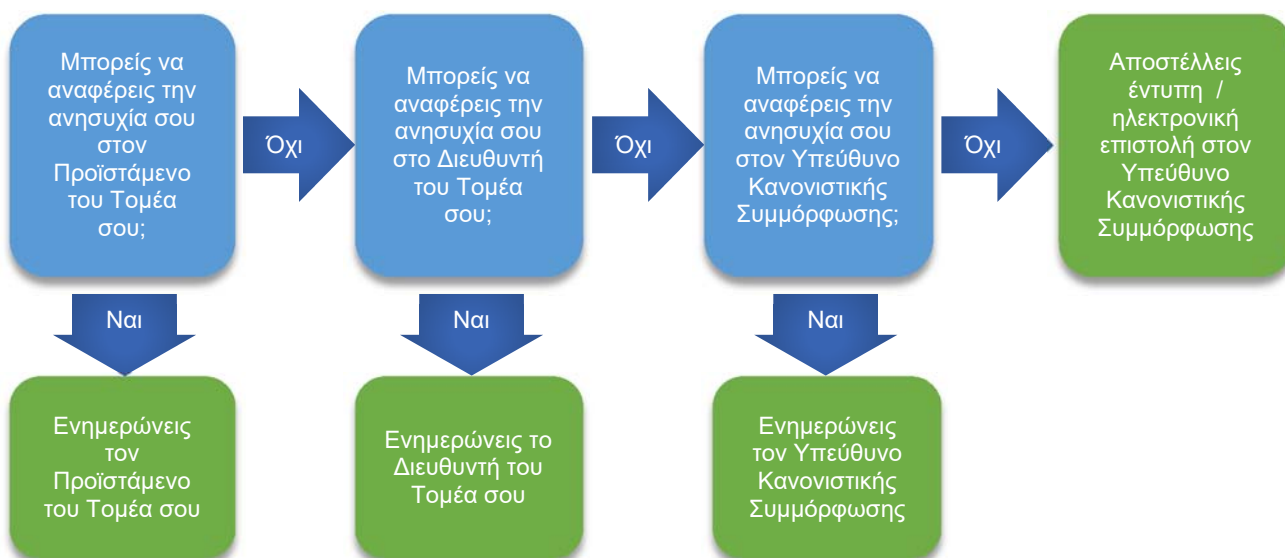 Μπορείς να
αναφέρεις την
ανησυχία σου
στον
Προϊστάμενο
του Τομέα
σου;
Όχι
Μπορείς να
αναφέρεις την
ανησυχία σου
στο Διευθυντή
του Τομέα
σου;
Όχι
Μπορείς να
αναφέρεις την
ανησυχία σου
στον Υπεύθυνο
Κανονιστικής
Συμμόρφωσης;
Όχι
Αποστέλλεις
έντυπη /
ηλεκτρονική
επιστολή στον
Υπεύθυνο
Κανονιστικής
Συμμόρφωσης
Ναι
Ναι
Ναι
Ενημερώνεις
τον
Προϊστάμενο
του Τομέα σου
Ενημερώνεις το
Διευθυντή του
Τομέα σου
Ενημερώνεις
τον Υπεύθυνο
Κανονιστικής
Συμμόρφωσης